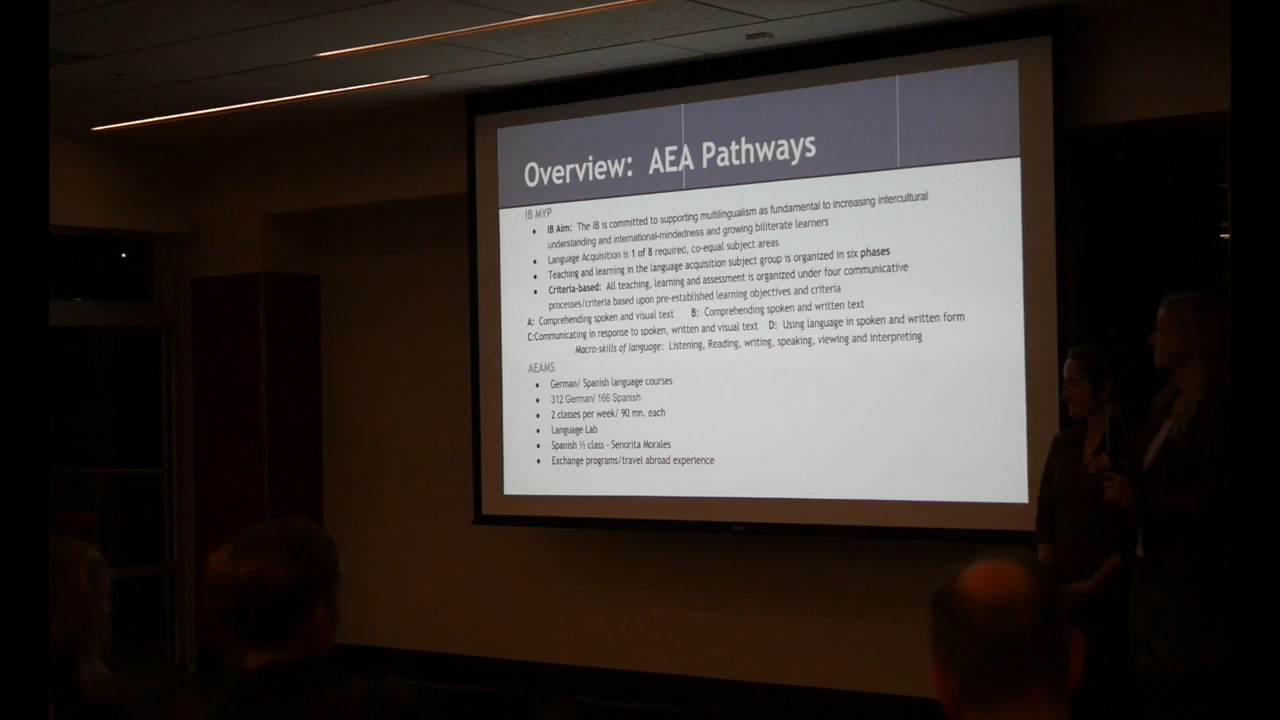 Overview: AEA Pathways
IB MYP
• IB Aim: The IB is committed to supporting multilingualism as fundamental to increasing intercultural
understanding and international-mindedness and growing biliterate learners
• Language Acquisition is 1 of 8 required, co-equal subject areas
• Teaching and learning in the language acquisition subject group is organized in six phases
• Criteria-based: All teaching, learning and assessment is organized under four communicative
processes/criteria based upon pre-established learning objectives and criteria
A: Comprehending spoken and visual text B: Comprehending spoken and written text
C:Communicating in response to spoken, written and visual text D: Using language in spoken and written form
Macro-skills of language: Listening, Reading, writing, speaking, viewing and interpreting
AEAMS
• German/ Spanish language courses
• 312 German/ 166 Spanish
• 2 classes per week/ 90 mn. each
• Language Lab
• Spanish ½ class - Senorita Morales
• Exchange programs/travel abroad experience